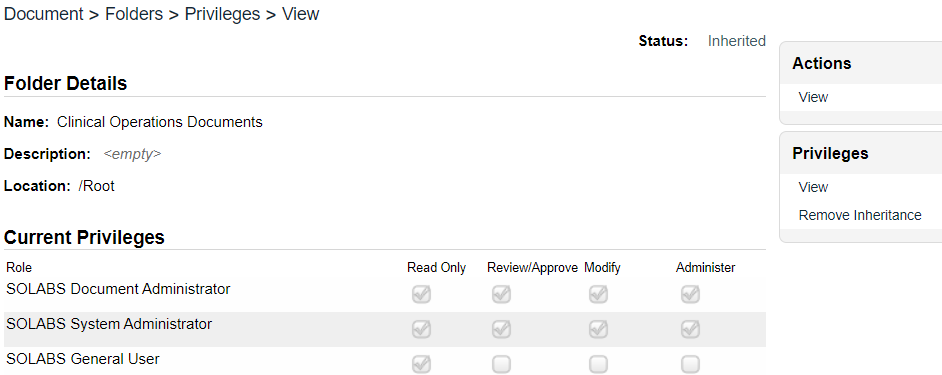 Document > Folders > Privileges > View
Status: Inherited
Folder Details
Name: Clinical Operations Documents
Description: <empty>
Location: /Root
Current Privileges
Role Read Only Review/Approve Modify Administer
SOLABS Document Administrator
SOLABS System Administrator
SOLABS General User
Actions
View
Privileges
View
Remove Inheritance